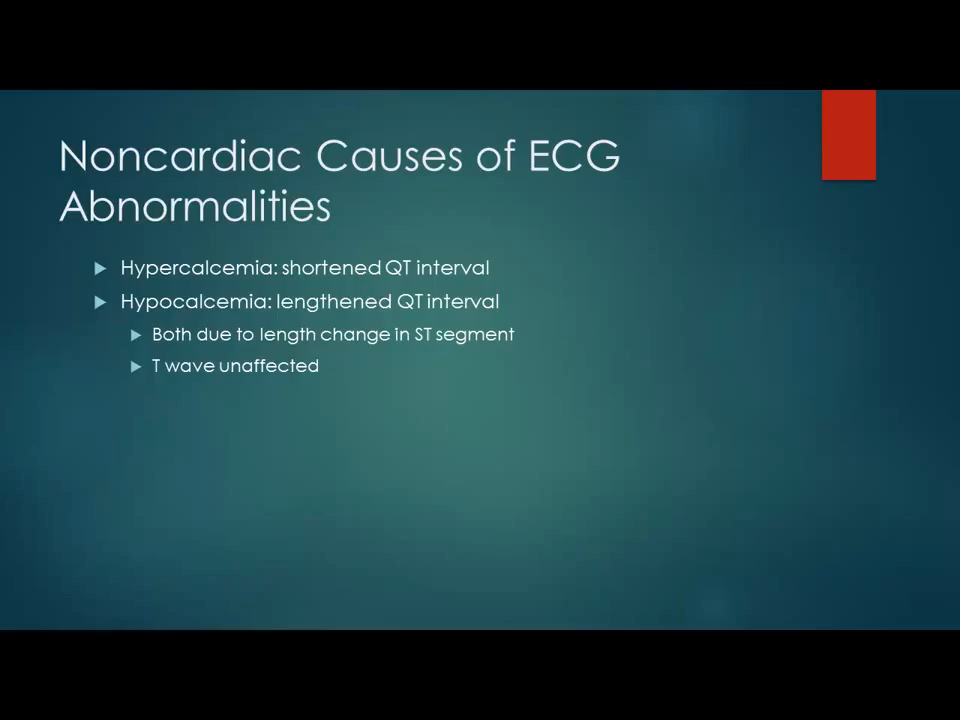 Noncardiac Causes of ECG
Abnormalities
Hypercalcemia: shortened QT interval
Hypocalcemia: lengthened QT interval
Both due to length change in ST segment
T wave unaffected